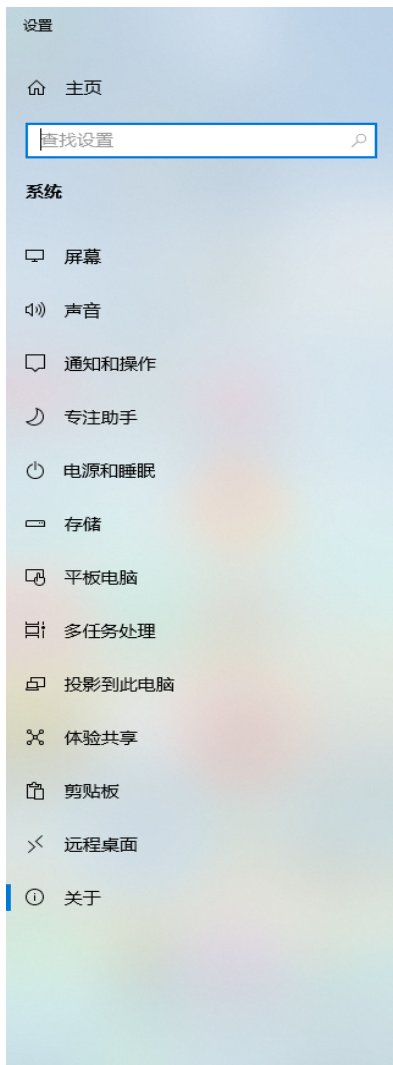 设置
主页
查找设置
系统
屏幕
声音
通知和操作
专注助手
电源和睡眠
存储
平板电脑
多任务处理
投影到此电脑
体验共享
剪贴板
远程桌面
关于